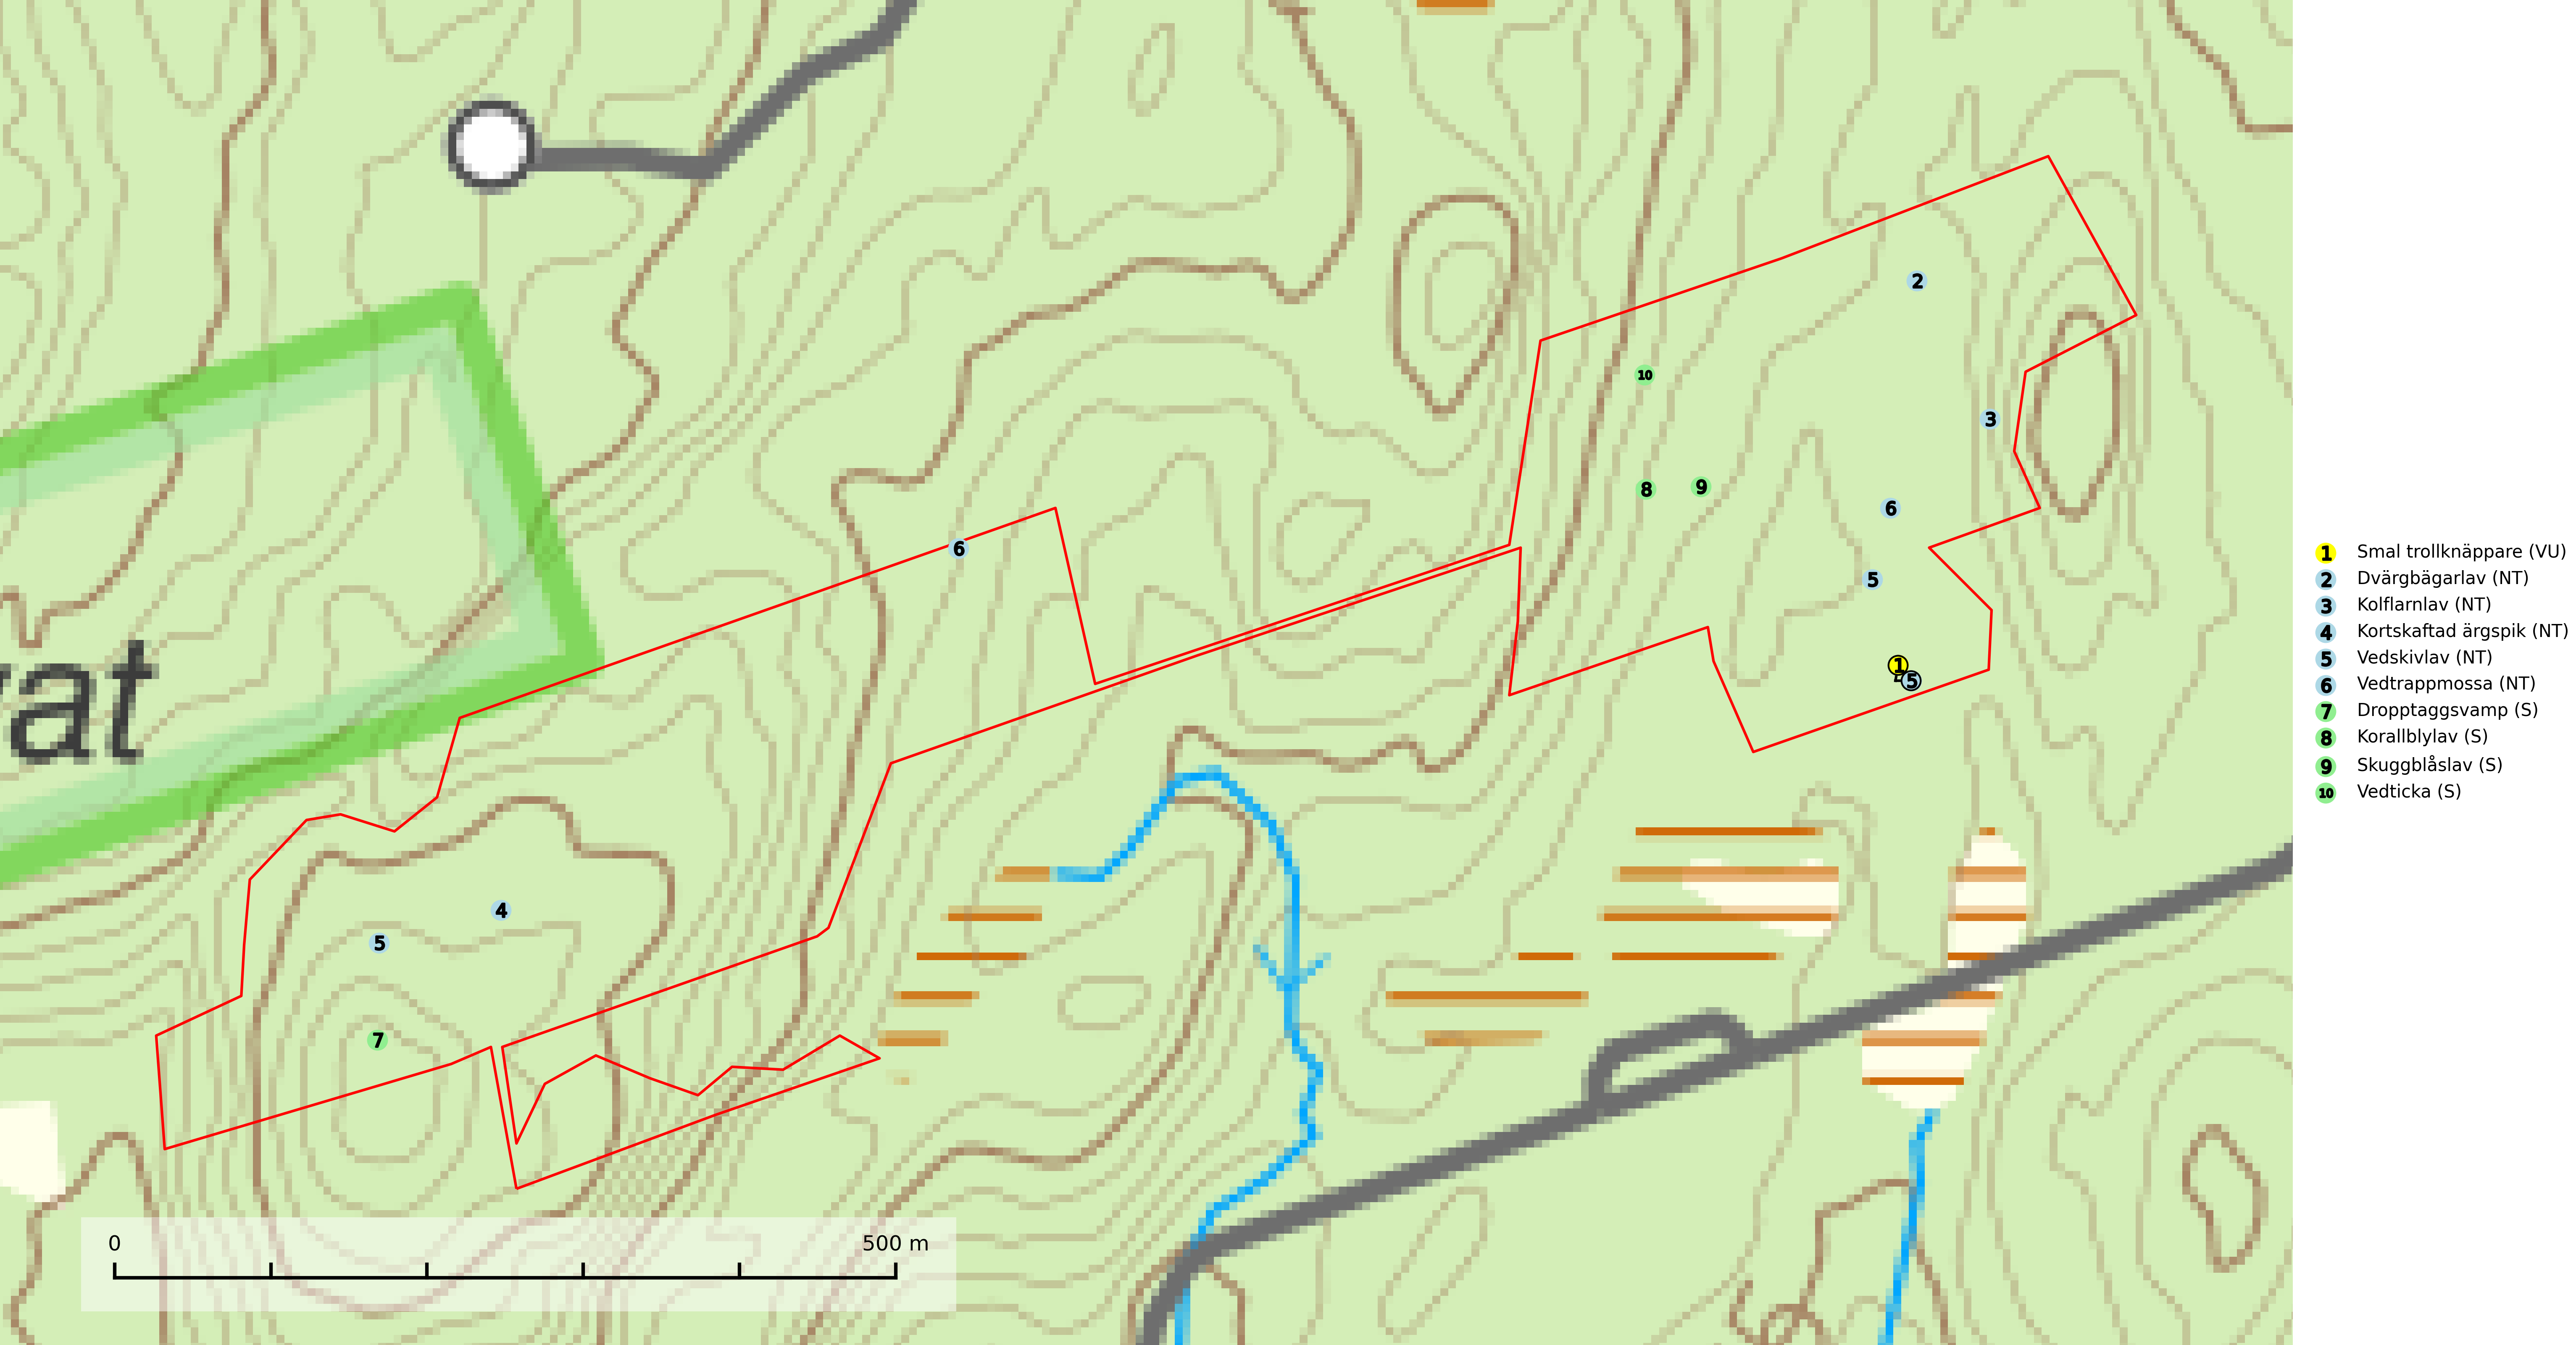 2
10
3
8
9
6
6
5
1
5
at
4
5
7
0 500 m
1 Smal trollknäppare (VU)
2 Dvärgbägarlav (NT)
3 Kolflarnlav (NT)
4 Kortskaftad ärgspik (NT)
5 Vedskivlav (NT)
6 Vedtrappmossa (NT)
7 Dropptaggsvamp (S)
8 Korallblylav (S)
9 Skuggblåslav (S)
10 Vedticka (S)